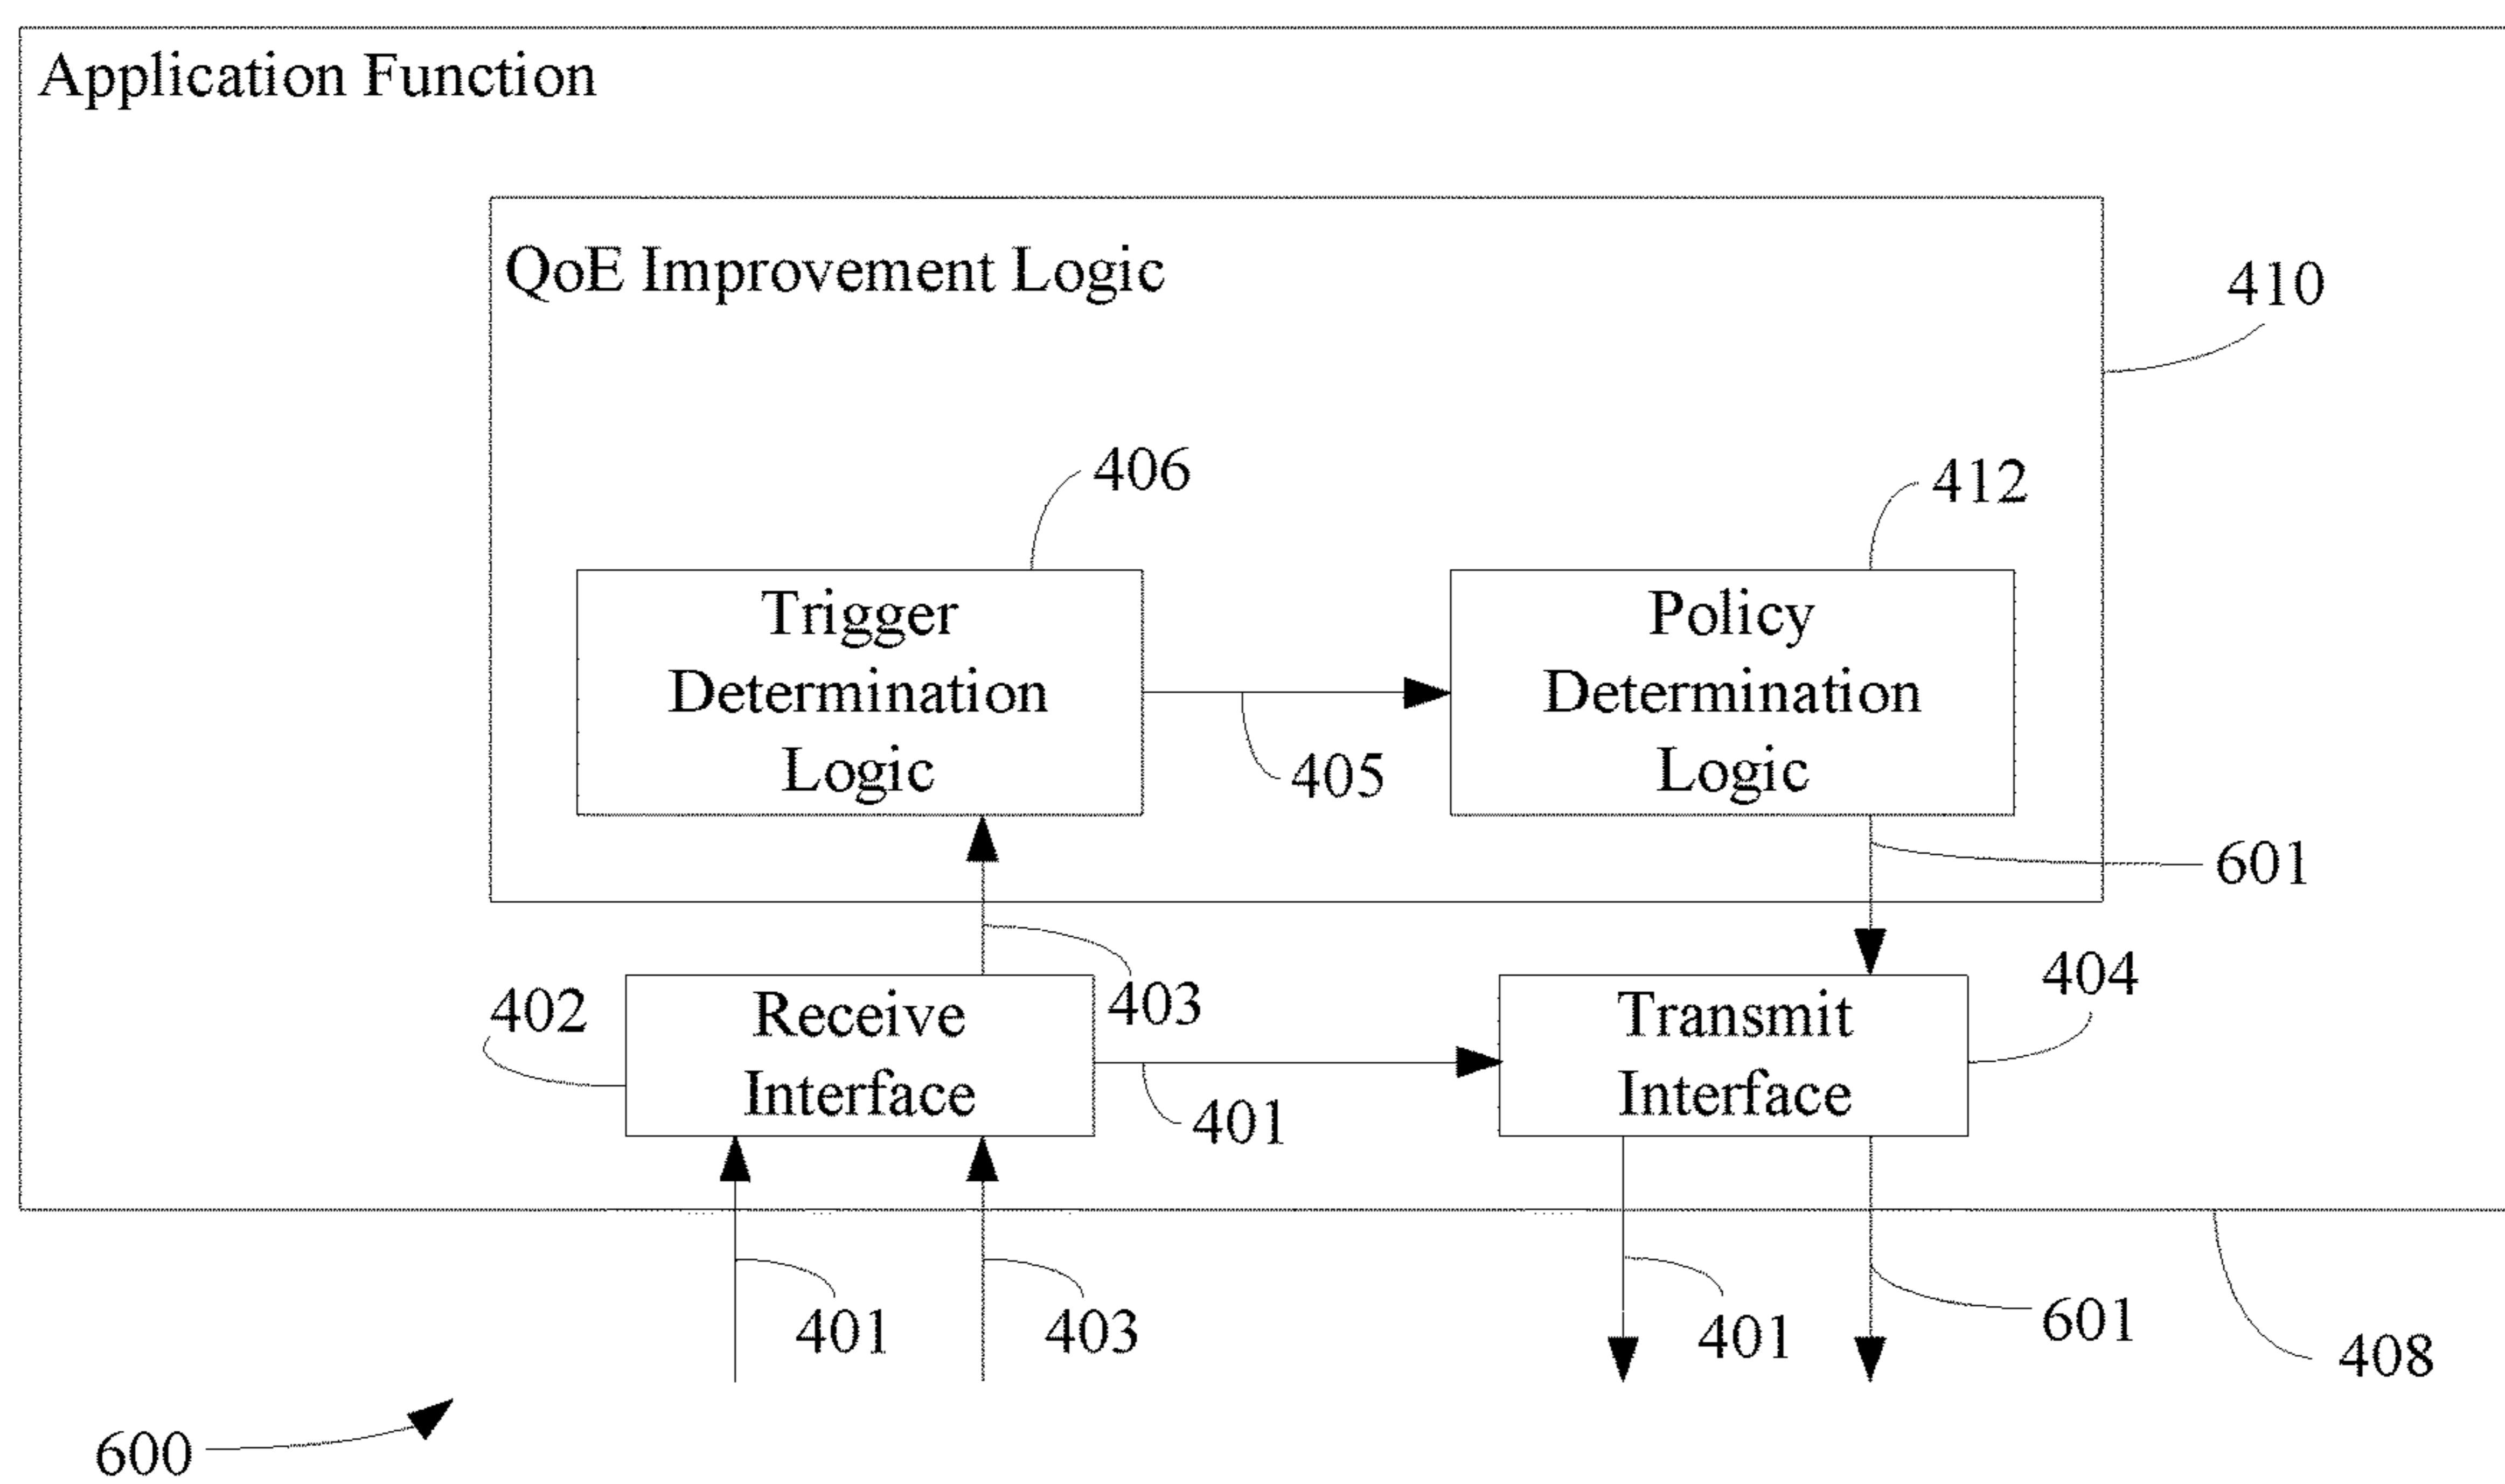 Application Function
QoE Improvement Logic
410
406
412
Trigger
Determination
Logic
Policy
Determination
Logic
405
601
402
Receive
Interface
403
401
Transmit
Interface
404
401
403
401
601
408
600